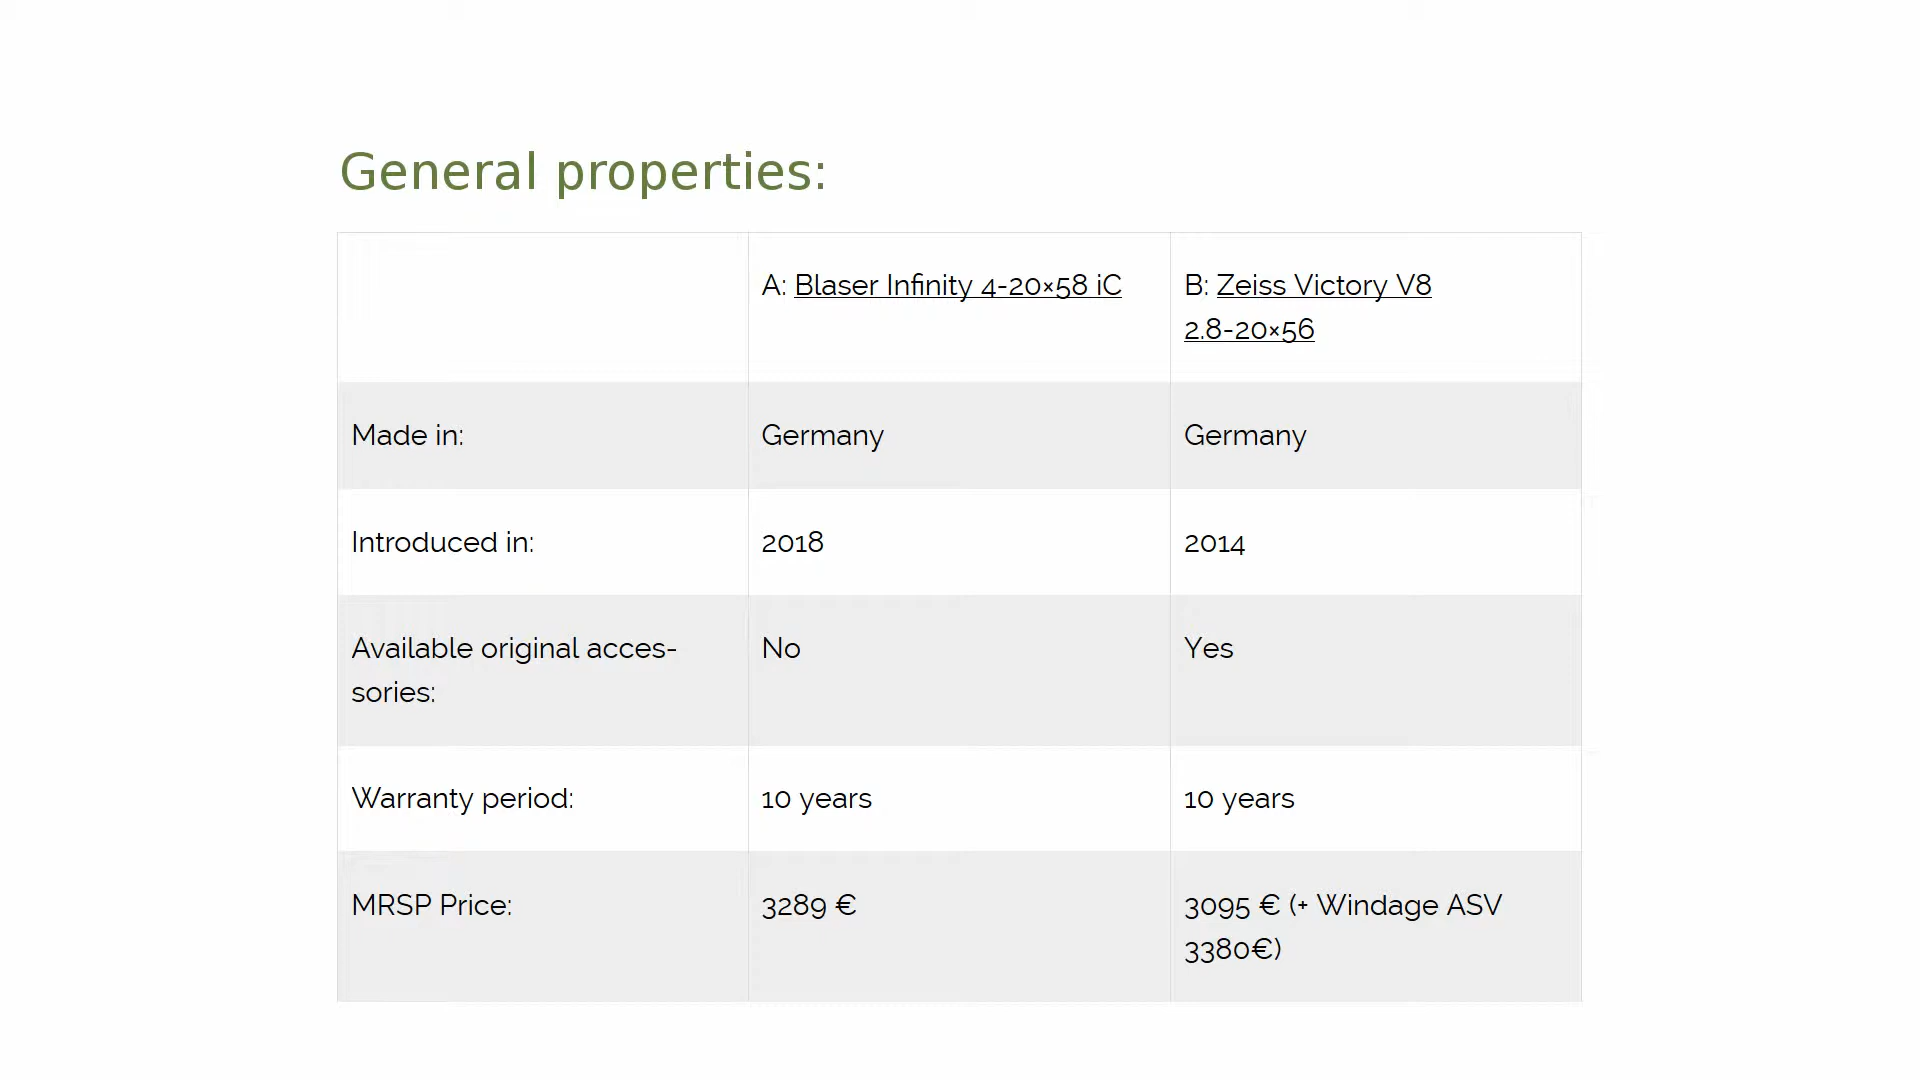 General properties:
A: Blaser Infinity 4-20×58 iC
B: Zeiss Victory V8
2.8-20×56
Made in:
Germany
Germany
Introduced in:
2018
2014
Available original acces-
sories:
No
Yes
Warranty period:
10 years
10 years
MRSP Price:
3289 €
3095 € (+ Windage ASV
3380€)